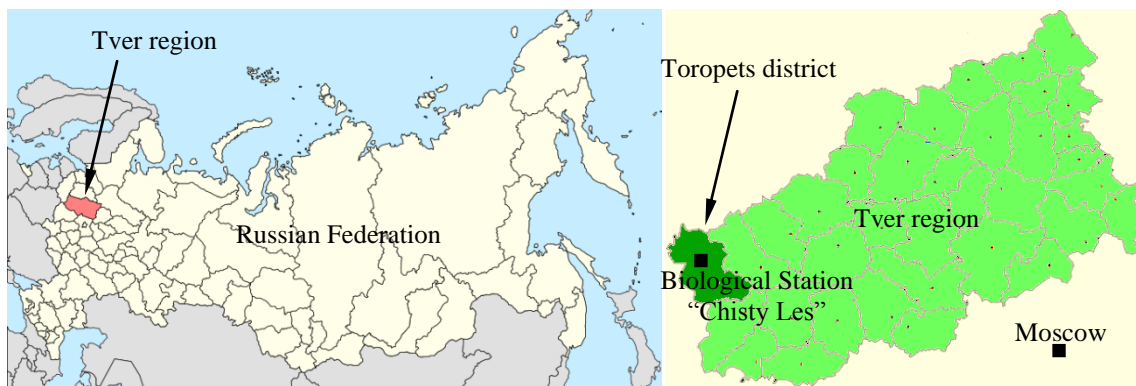 Tver region
Russian Federation
Toropets district
Tver region
Biological Station
“Chisty Les”
Moscow